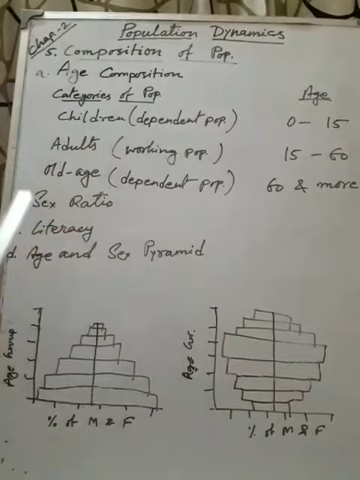 Chap-2
Population Dynamics
5. Composition of Pop.
a. Age Composition
Categories of Pop Age
Children (dependent pop.) 0 - 15
Adults (working pop.) 15 - 60
Old-age (dependent pop.) 60 & more
Sex Ratio
. Literacy
d. Age and Sex Pyramid
Age Group
% of M & F
Age Gr.
% of M & F